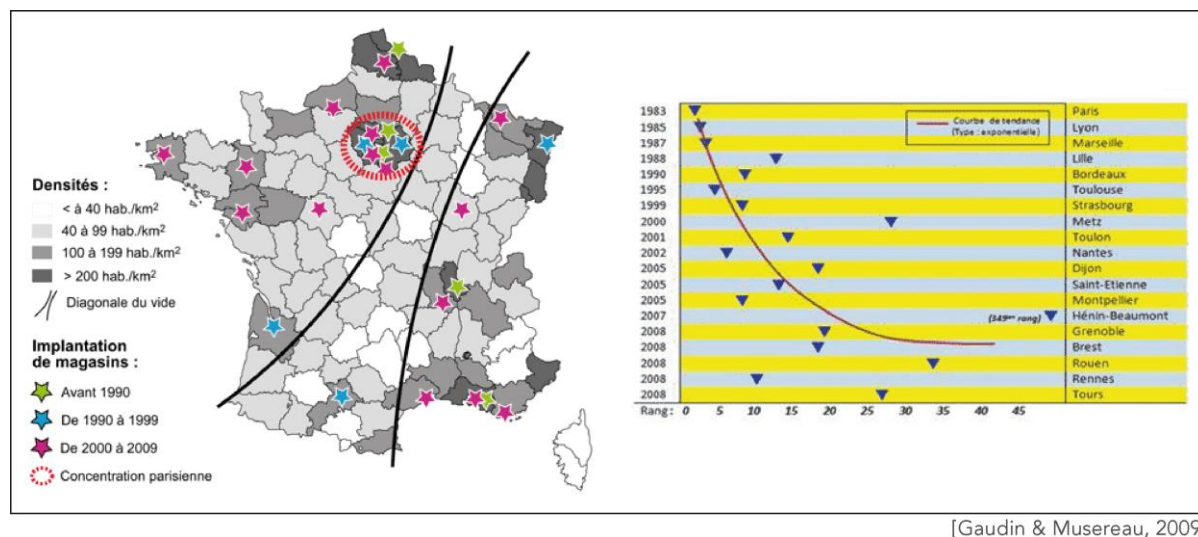 Densités :
< à 40 hab./km²
40 à 99 hab./km²
100 à 199 hab./km²
> 200 hab./km²
Diagonale du vide
Implantation
de magasins :
Avant 1990
De 1990 à 1999
De 2000 à 2009
Concentration parisienne
Courbe de tendance
(Type : exponentielle)
1983 Paris
1985 Lyon
1987 Marseille
1988 Lille
1990 Bordeaux
1995 Toulouse
1999 Strasbourg
2000 Metz
2001 Toulon
2002 Nantes
2005 Dijon
2005 Saint-Etienne
2005 Montpellier
2007 (349ème rang) Hénin-Beaumont
2008 Grenoble
2008 Brest
2008 Rouen
2008 Rennes
2008 Tours
Rang : 0 5 10 15 20 25 30 35 40 45
[Gaudin & Musereau, 2009